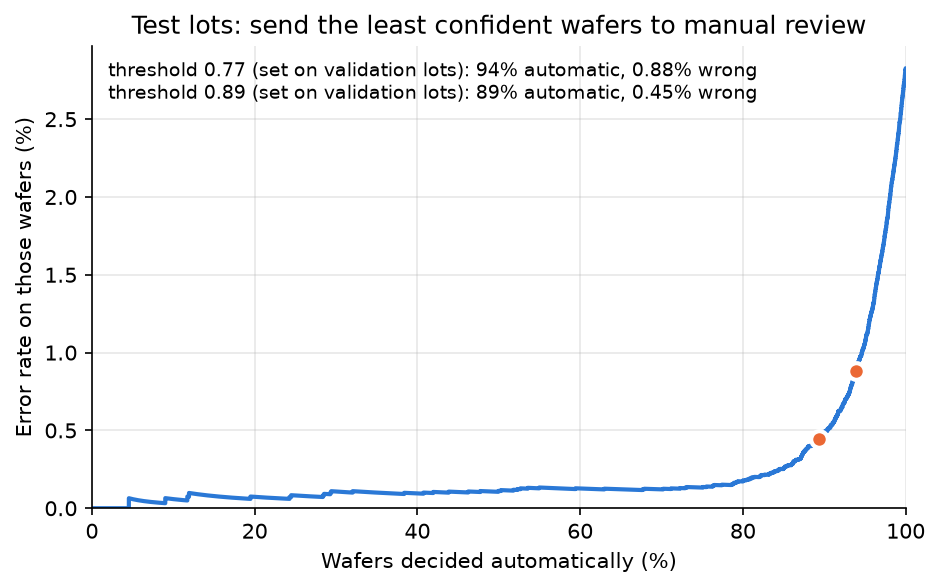 Test lots: send the least confident wafers to manual review
threshold 0.77 (set on validation lots): 94% automatic, 0.88% wrong
threshold 0.89 (set on validation lots): 89% automatic, 0.45% wrong
Error rate on those wafers (%)
2.5
2.0
1.5
1.0
0.5
0.0
0 20 40 60 80 100
Wafers decided automatically (%)